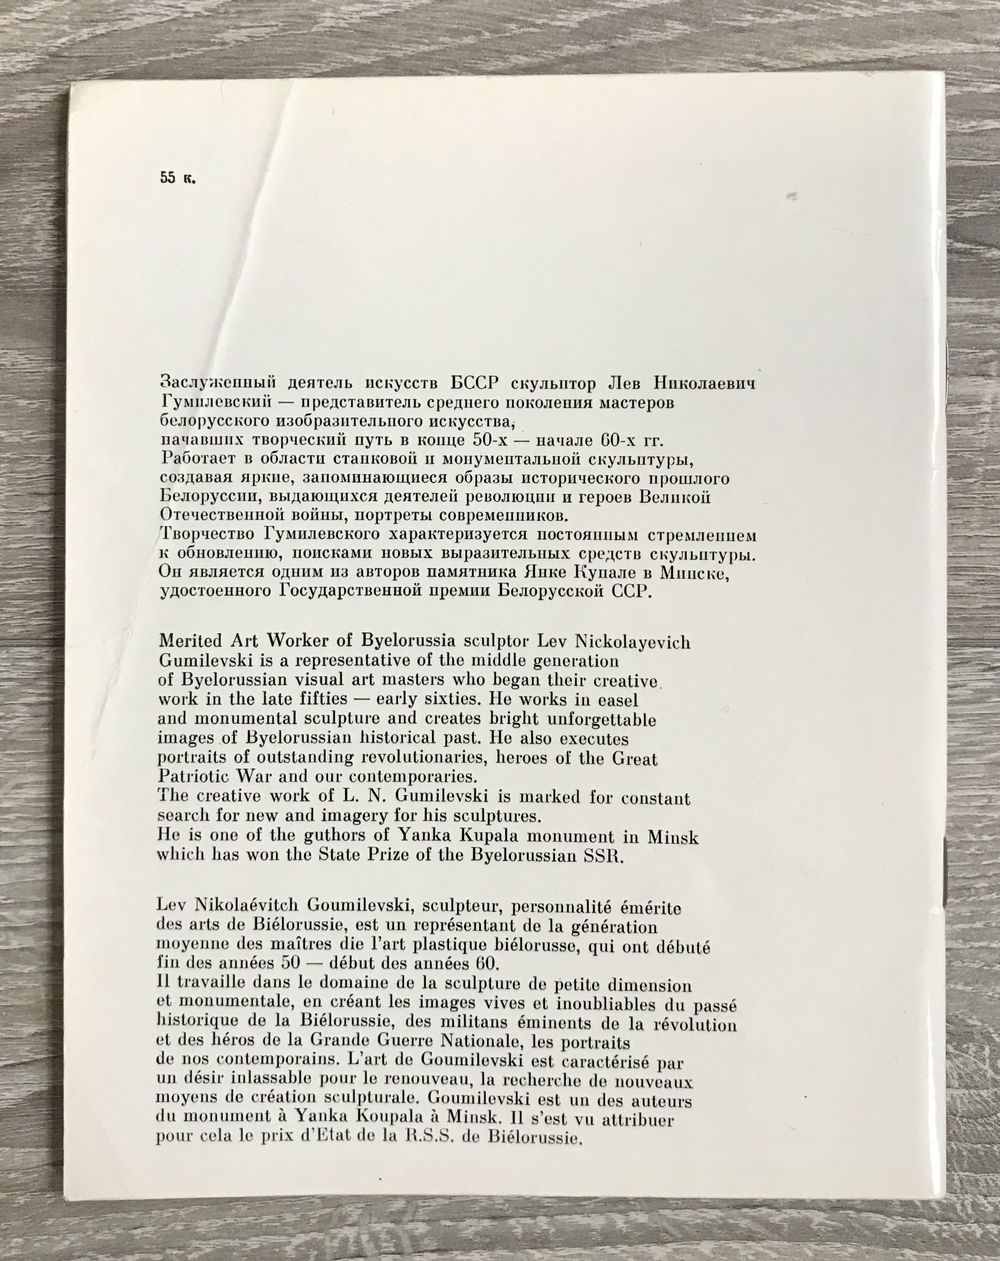 55 к.
Заслуженный деятель искусств БССР скульптор Лев Николаевич
Гумилевский — представитель среднего поколения мастеров
белорусского изобразительного искусства,
начавших творческий путь в конце 50-х — начале 60-х гг.
Работает в области станковой и монументальной скульптуры,
создавая яркие, запоминающиеся образы исторического прошлого
Белоруссии, выдающихся деятелей революции и героев Великой
Отечественной войны, портреты современников.
Творчество Гумилевского характеризуется постоянным стремлением
к обновлению, поисками новых выразительных средств скульптуры.
Он является одним из авторов памятника Янке Купале в Минске,
удостоенного Государственной премии Белорусской ССР.
Merited Art Worker of Byelorussia sculptor Lev Nickolayevich
Gumilevski is a representative of the middle generation
of Byelorussian visual art masters who began their creative
work in the late fifties — early sixties. He works in easel
and monumental sculpture and creates bright unforgettable
images of Byelorussian historical past. He also executes
portraits of outstanding revolutionaries, heroes of the Great
Patriotic War and our contemporaries.
The creative work of L. N. Gumilevski is marked for constant
search for new and imagery for his sculptures.
He is one of the guthors of Yanka Kupala monument in Minsk
which has won the State Prize of the Byelorussian SSR.
Lev Nikolaévitch Goumilevski, sculpteur, personnalité émérite
des arts de Biélorussie, est un représentant de la génération
moyenne des maîtres die l'art plastique biélorusse, qui ont débuté
fin des années 50 — début des années 60.
Il travaille dans le domaine de la sculpture de petite dimension
et monumentale, en créant les images vives et inoubliables du passé
historique de la Biélorussie, des militans éminents de la révolution
et des héros de la Grande Guerre Nationale, les portraits
de nos contemporains. L'art de Goumilevski est caractérisé par
un désir inlassable pour le renouveau, la recherche de nouveaux
moyens de création sculpturale. Goumilevski est un des auteurs
du monument à Yanka Koupala à Minsk. Il s'est vu attribuer
pour cela le prix d'Etat de la R.S.S. de Biélorussie.